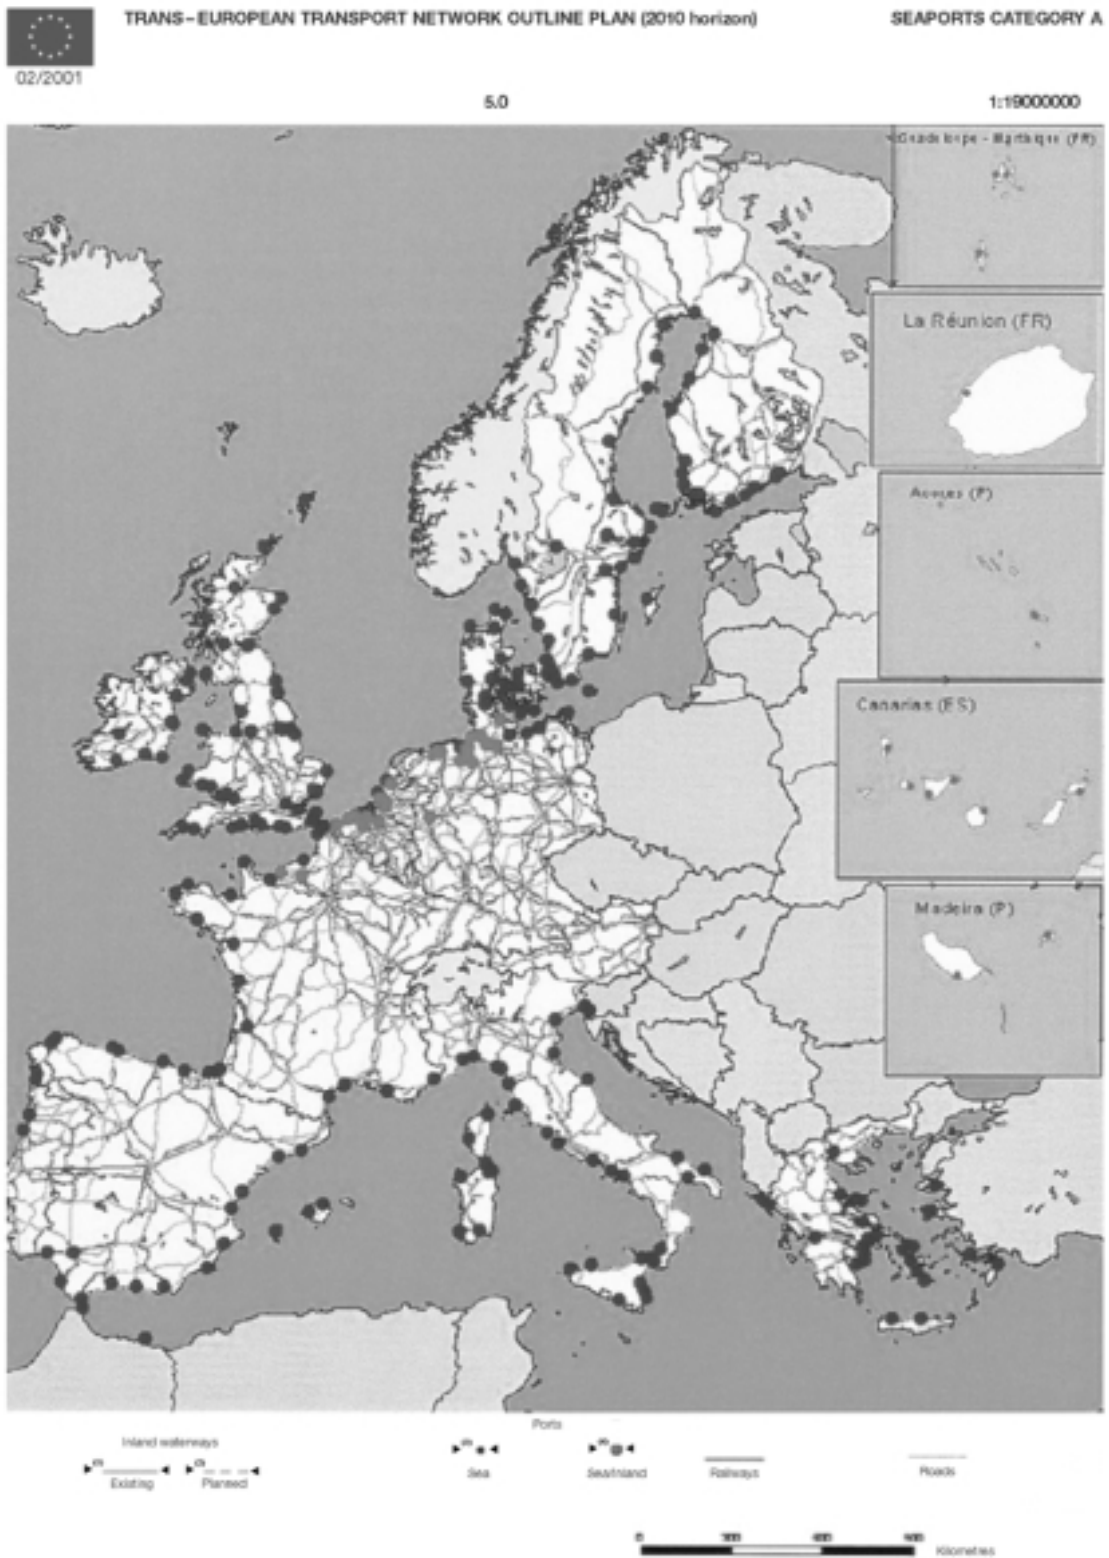 TRANS-EUROPEAN TRANSPORT NETWORK OUTLINE PLAN (2010 horizon)
SEAPORTS CATEGORY A
02/2001
5.0
1:19000000
La Réunion (FR)
Canarias (ES)
Madeira (P)
Ports
Inland waterways
Existing
Planned
Sea
Sea/Inland
Railways
Roads
0
Kilometres